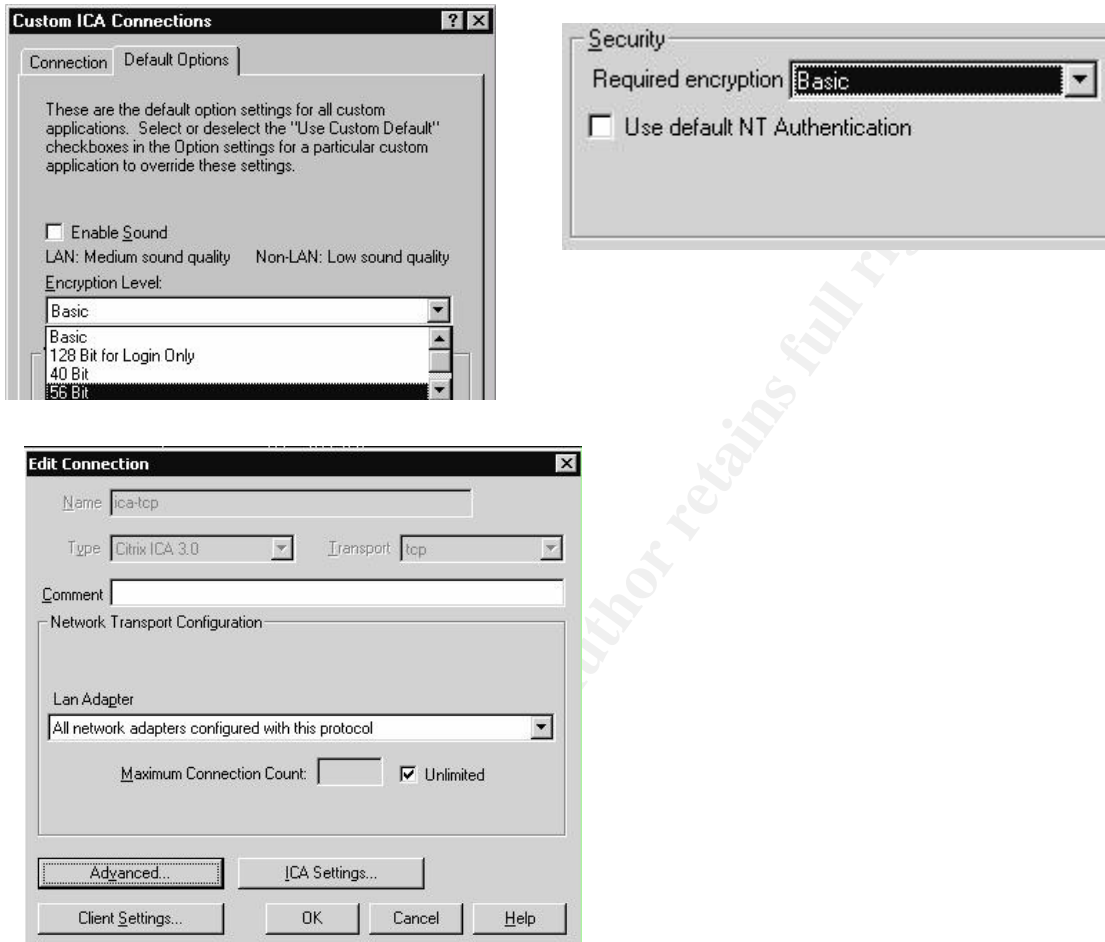 Custom ICA Connections
Connection
Default Options
These are the default option settings for all custom
applications. Select or deselect the "Use Custom Default"
checkboxes in the Option settings for a particular custom
application to override these settings.
Enable Sound
LAN: Medium sound quality Non-LAN: Low sound quality
Encryption Level:
Basic
Basic
128 Bit for Login Only
40 Bit
56 Bit
Security
Required encryption Basic
Use default NT Authentication
Edit Connection
Name ica-tcp
Type Citrix ICA 3.0 Transport tcp
Comment
Network Transport Configuration
Lan Adapter
All network adapters configured with this protocol
Maximum Connection Count: Unlimited
Advanced... ICA Settings...
Client Settings... OK Cancel Help
author retains full